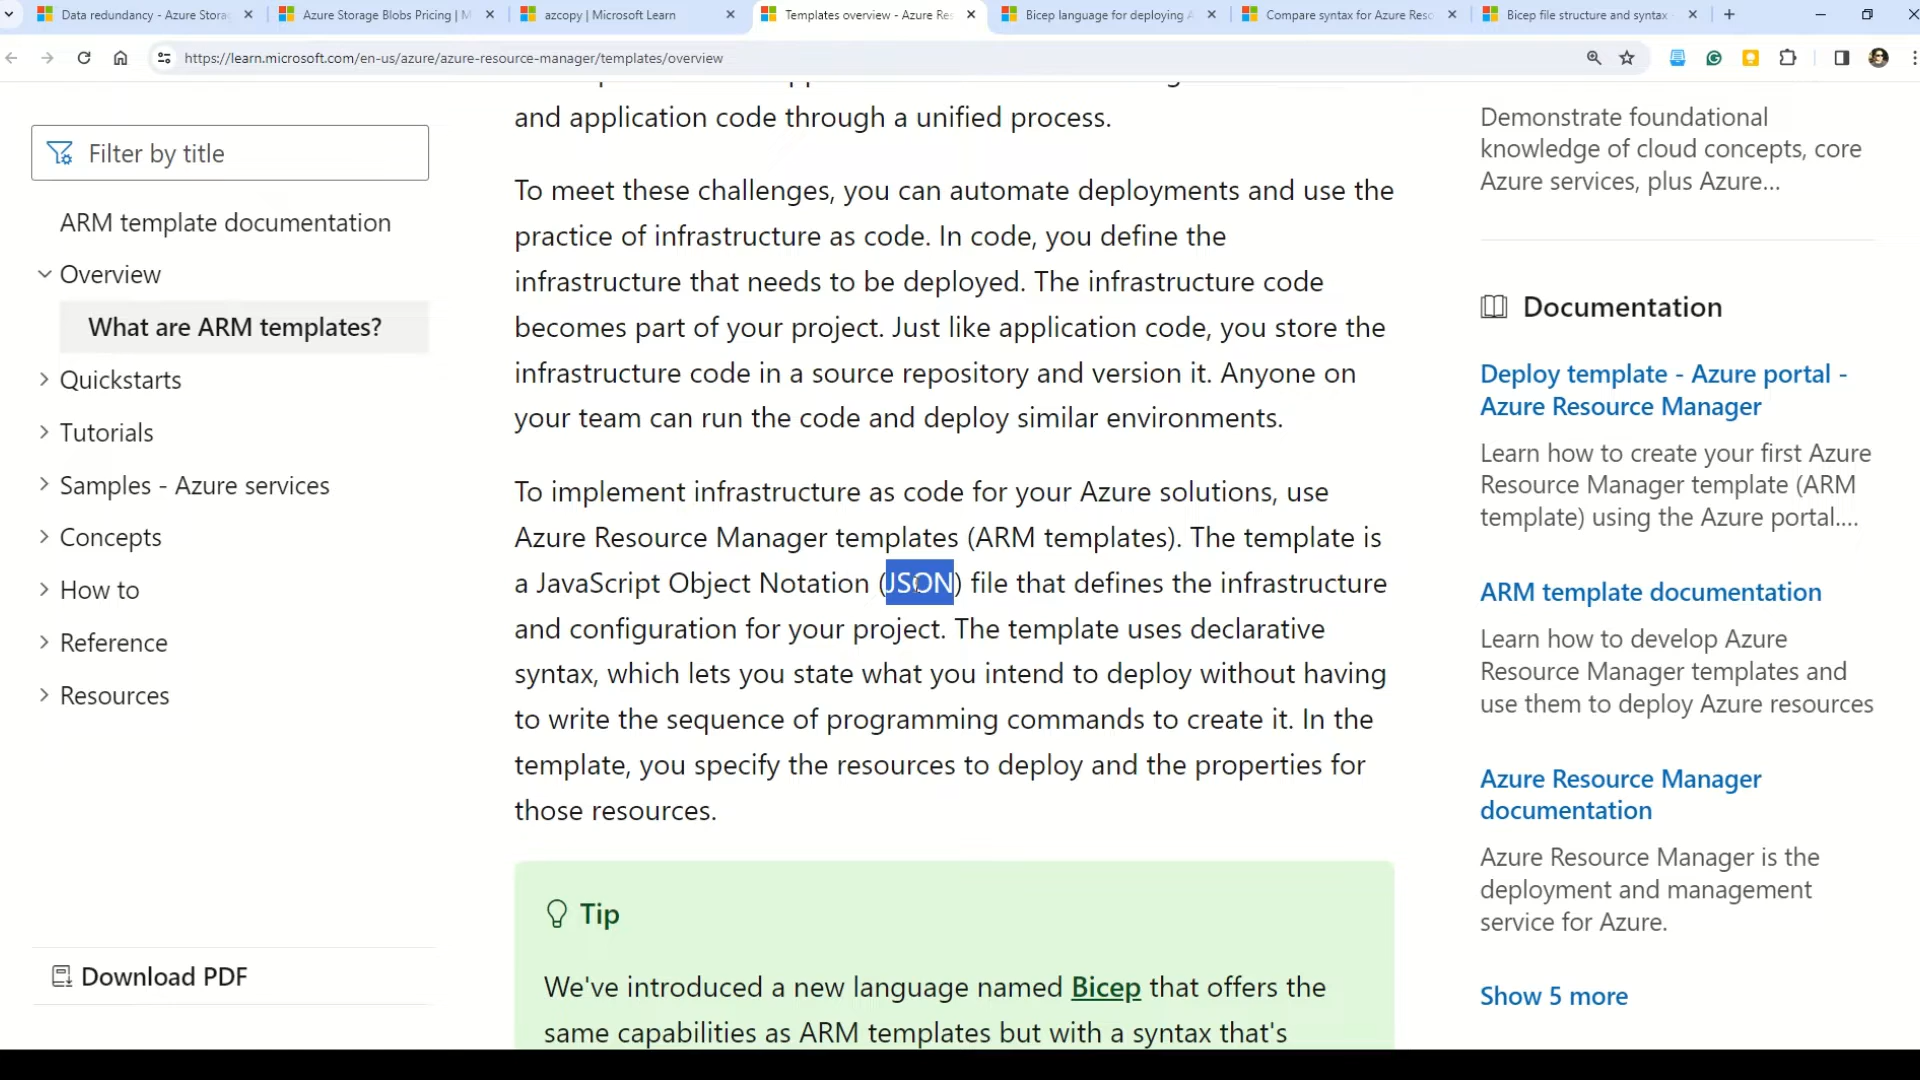 Data redundancy - Azure Stora
Azure Storage Blobs Pricing | M
azcopy | Microsoft Learn
Templates overview - Azure Res
Bicep language for deploying A
Compare syntax for Azure Reso
Bicep file structure and syntax -
https://learn.microsoft.com/en-us/azure/azure-resource-manager/templates/overview
Filter by title
ARM template documentation
Overview
What are ARM templates?
Quickstarts
Tutorials
Samples - Azure services
Concepts
How to
Reference
Resources
Download PDF
and application code through a unified process.
To meet these challenges, you can automate deployments and use the
practice of infrastructure as code. In code, you define the
infrastructure that needs to be deployed. The infrastructure code
becomes part of your project. Just like application code, you store the
infrastructure code in a source repository and version it. Anyone on
your team can run the code and deploy similar environments.
To implement infrastructure as code for your Azure solutions, use
Azure Resource Manager templates (ARM templates). The template is
a JavaScript Object Notation (JSON) file that defines the infrastructure
and configuration for your project. The template uses declarative
syntax, which lets you state what you intend to deploy without having
to write the sequence of programming commands to create it. In the
template, you specify the resources to deploy and the properties for
those resources.
Tip
We've introduced a new language named Bicep that offers the
same capabilities as ARM templates but with a syntax that's
Demonstrate foundational
knowledge of cloud concepts, core
Azure services, plus Azure...
Documentation
Deploy template - Azure portal -
Azure Resource Manager
Learn how to create your first Azure
Resource Manager template (ARM
template) using the Azure portal....
ARM template documentation
Learn how to develop Azure
Resource Manager templates and
use them to deploy Azure resources
Azure Resource Manager
documentation
Azure Resource Manager is the
deployment and management
service for Azure.
Show 5 more